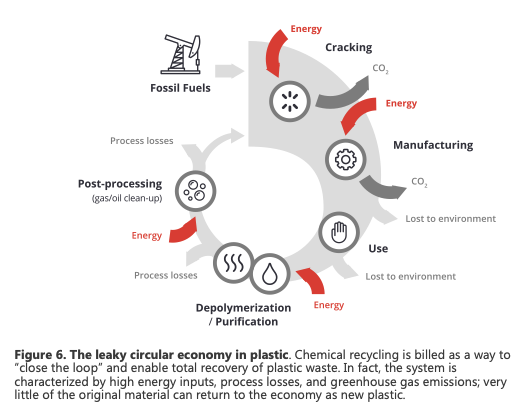 Energy
Cracking
CO2
Fossil Fuels
Energy
Process losses
Manufacturing
Post-processing
(gas/oil clean-up)
CO2
Lost to environment
Energy
Use
Process losses
Lost to environment
Depolymerization
/ Purification
Energy
Figure 6. The leaky circular economy in plastic. Chemical recycling is billed as a way to
“close the loop” and enable total recovery of plastic waste. In fact, the system is
characterized by high energy inputs, process losses, and greenhouse gas emissions; very
little of the original material can return to the economy as new plastic.